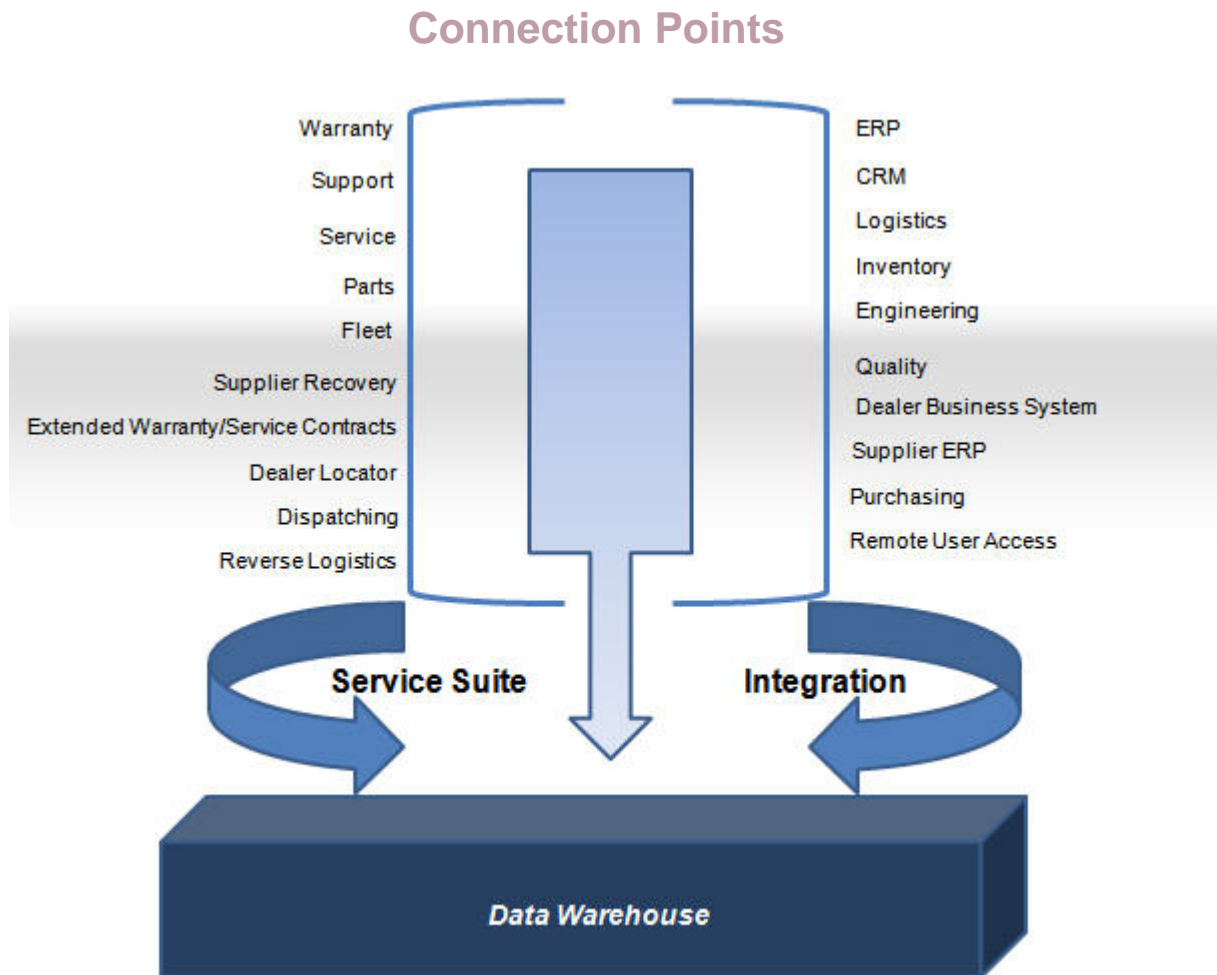 Connection Points
Warranty
Support
Service
Parts
Fleet
Supplier Recovery
Extended Warranty/Service Contracts
Dealer Locator
Dispatching
Reverse Logistics
ERP
CRM
Logistics
Inventory
Engineering
Quality
Dealer Business System
Supplier ERP
Purchasing
Remote User Access
Service Suite
Integration
Data Warehouse